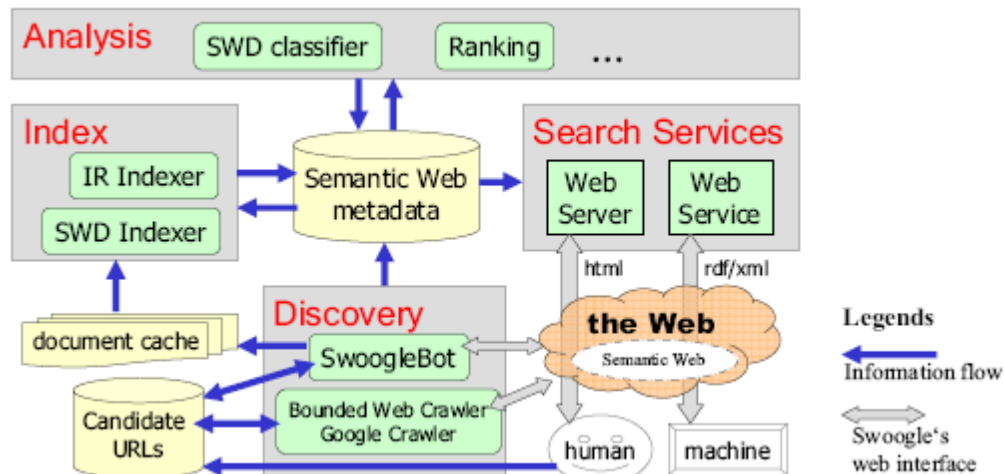 Analysis
SWD classifier
Ranking
...
Index
IR Indexer
SWD Indexer
Semantic Web
metadata
Search Services
Web
Server
Web
Service
html
rdf/xml
document cache
Discovery
SwoogleBot
Bounded Web Crawler
Google Crawler
Candidate
URLs
the Web
Semantic Web
human
machine
Legends
Information flow
Swoogle's
web interface